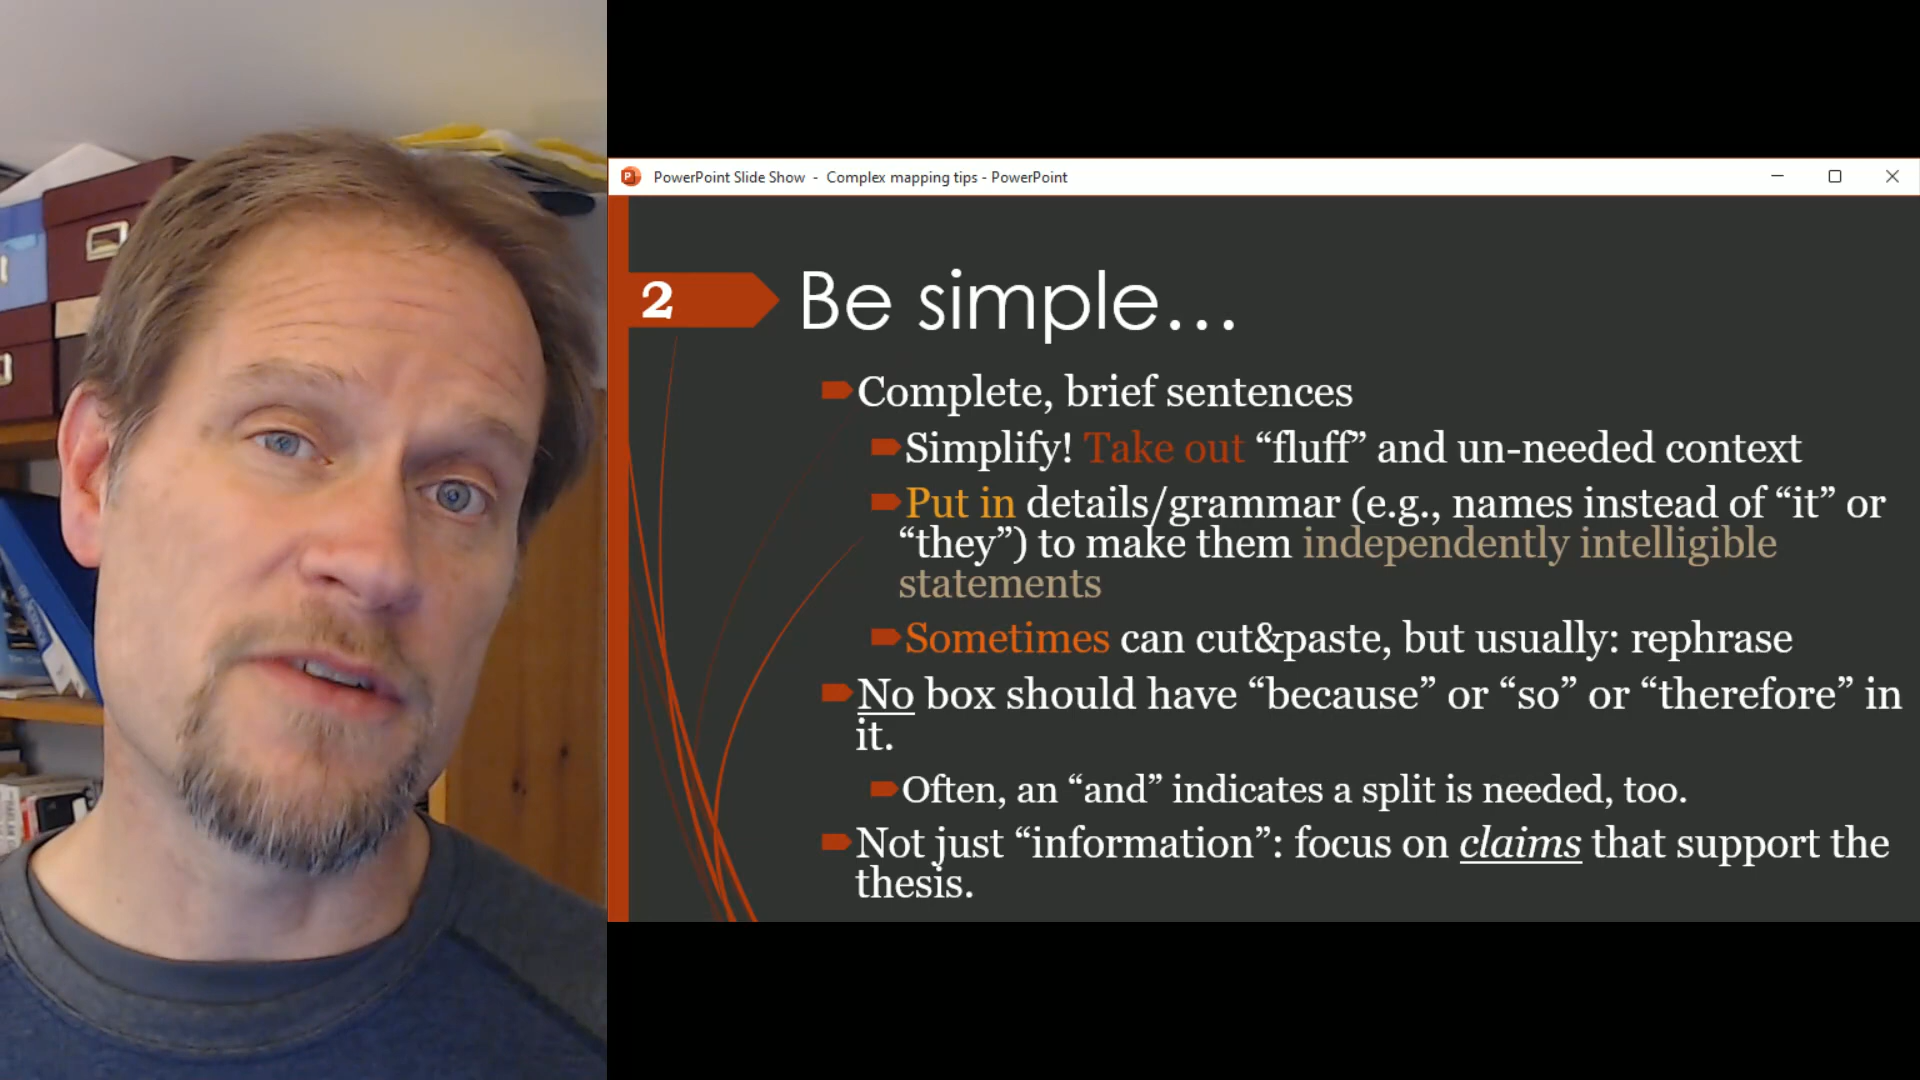 PowerPoint Slide Show - Complex mapping tips - PowerPoint
2
Be simple...
Complete, brief sentences
Simplify! Take out “fluff” and un-needed context
Put in details/grammar (e.g., names instead of “it” or
“they”) to make them independently intelligible
statements
Sometimes can cut&paste, but usually: rephrase
No box should have “because” or “so” or “therefore” in
it.
Often, an “and” indicates a split is needed, too.
Not just “information”: focus on claims that support the
thesis.